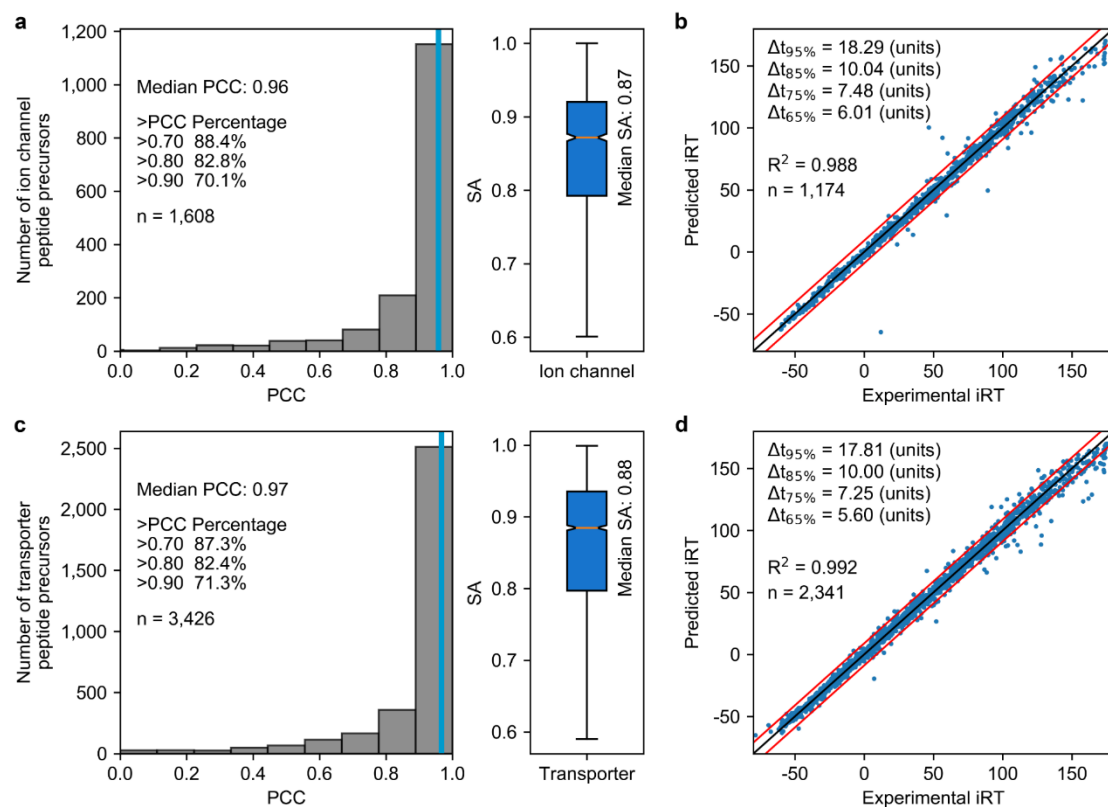 a
1,200
1,000
800
600
400
200
0
Number of ion channel
peptide precursors
Median PCC: 0.96
>PCC Percentage
>0.70 88.4%
>0.80 82.8%
>0.90 70.1%
n = 1,608
0.0 0.2 0.4 0.6 0.8 1.0
PCC
1.0
0.9
0.8
0.7
0.6
SA
Median SA: 0.87
Ion channel
b
150
100
50
0
-50
Predicted iRT
Δt95% = 18.29 (units)
Δt85% = 10.04 (units)
Δt75% = 7.48 (units)
Δt65% = 6.01 (units)
R² = 0.988
n = 1,174
-50 0 50 100 150
Experimental iRT
c
2,500
2,000
1,500
1,000
500
0
Number of transporter
peptide precursors
Median PCC: 0.97
>PCC Percentage
>0.70 87.3%
>0.80 82.4%
>0.90 71.3%
n = 3,426
0.0 0.2 0.4 0.6 0.8 1.0
PCC
1.0
0.9
0.8
0.7
0.6
SA
Median SA: 0.88
Transporter
d
150
100
50
0
-50
Predicted iRT
Δt95% = 17.81 (units)
Δt85% = 10.00 (units)
Δt75% = 7.25 (units)
Δt65% = 5.60 (units)
R² = 0.992
n = 2,341
-50 0 50 100 150
Experimental iRT